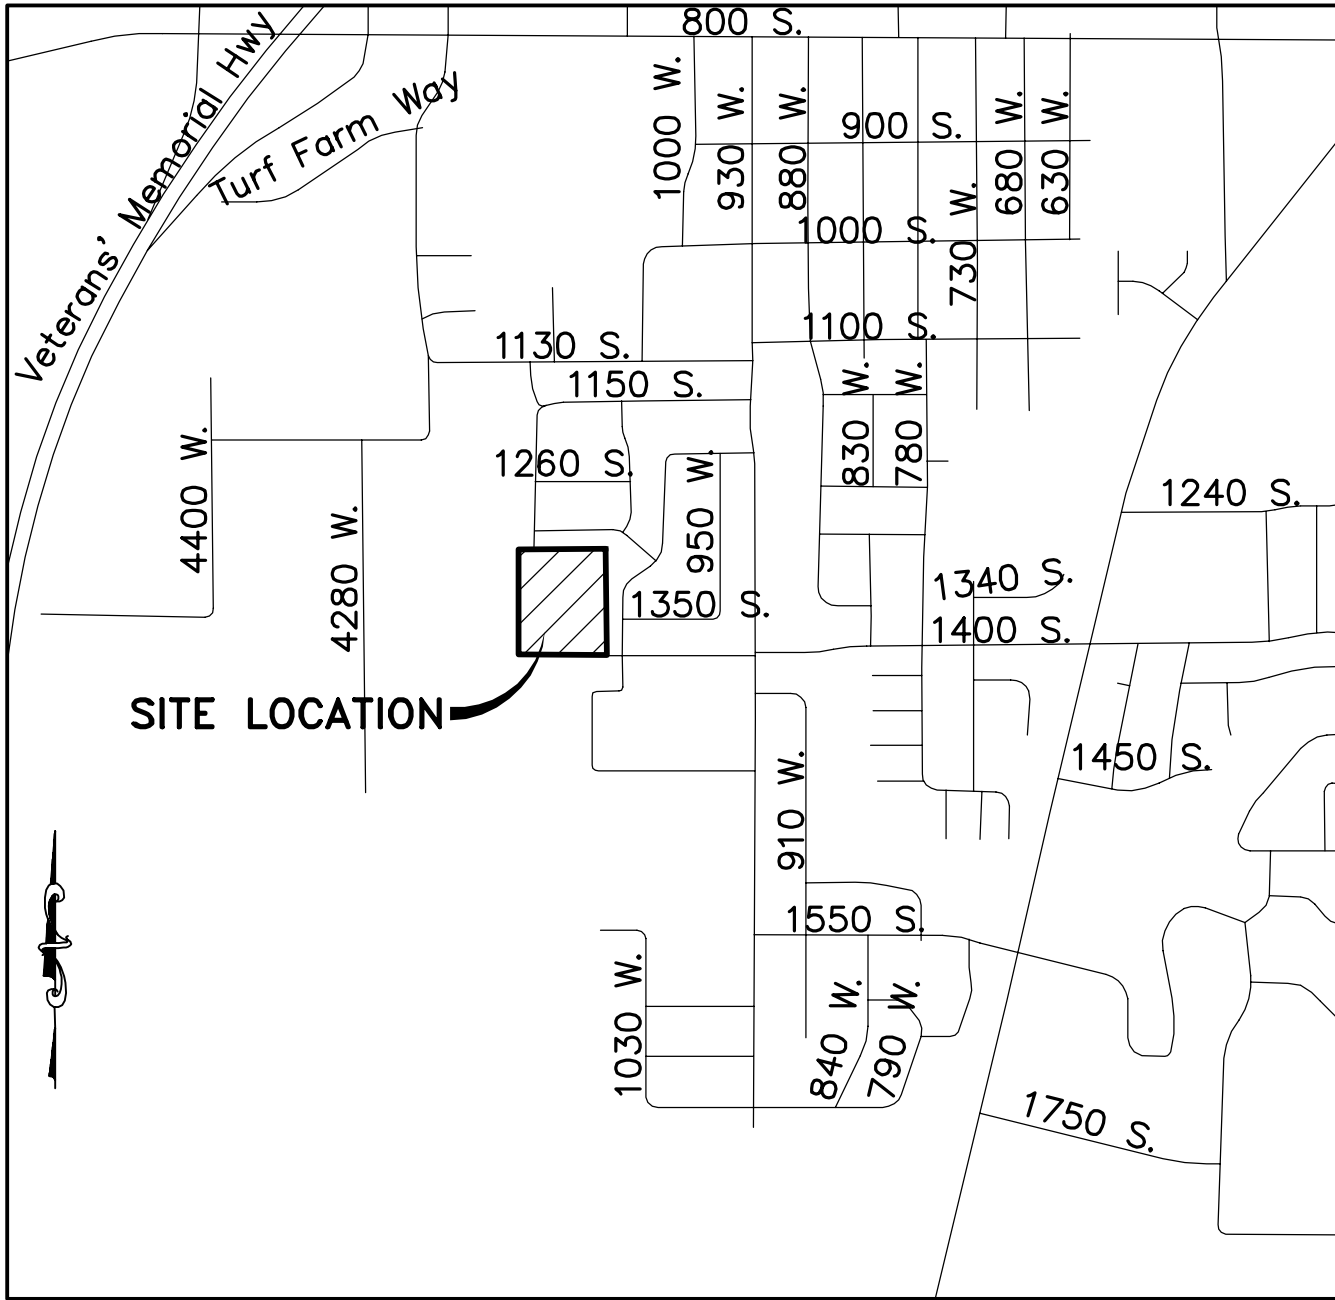 800 S.
Veterans' Memorial Hwy
Turf Farm Way
1000 W.
930 W.
880 W.
900 S.
680 W.
630 W.
730 W.
1000 S.
1100 S.
1130 S.
1150 S.
830 W.
780 W.
4400 W.
1260 S.
950 W.
1240 S.
4280 W.
1340 S.
1350 S.
1400 S.
SITE LOCATION
1450 S.
910 W.
1550 S.
1030 W.
840 W.
790 W.
1750 S.